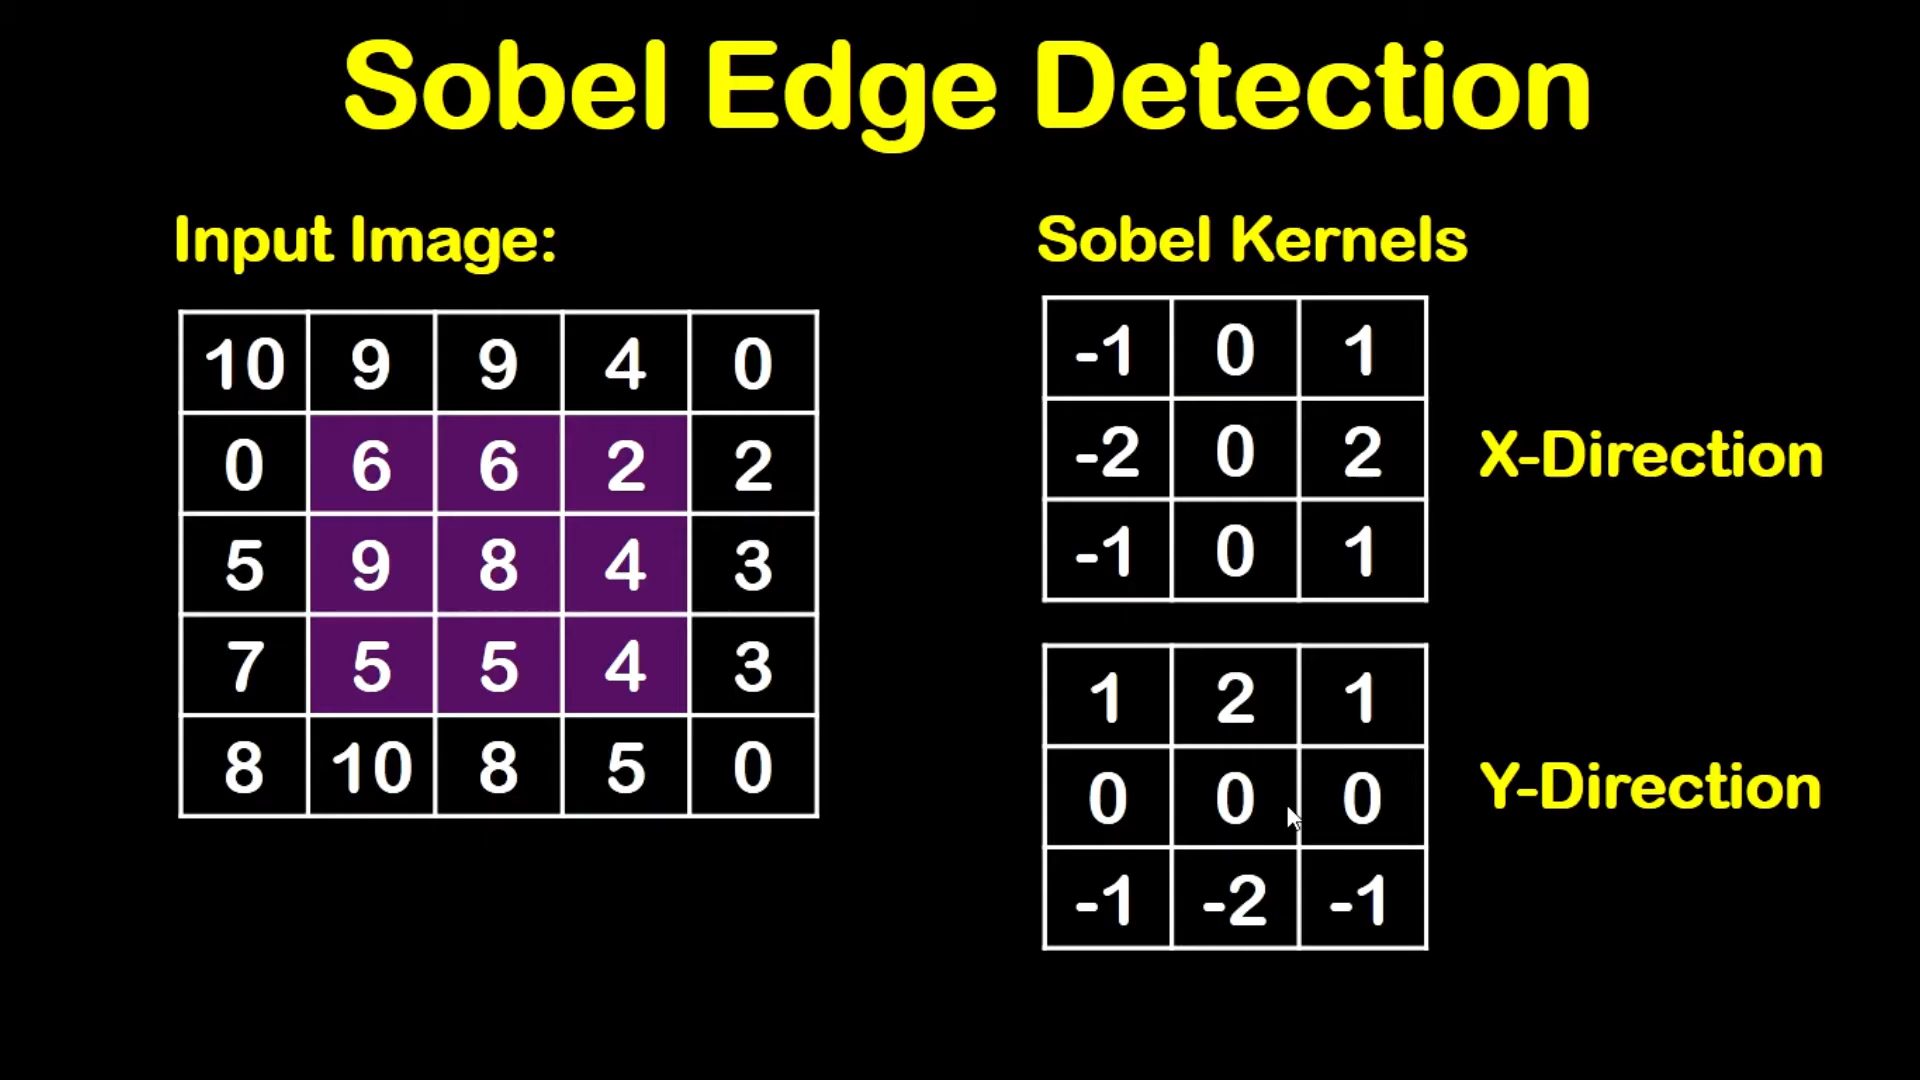 Sobel Edge Detection
Input Image:
10 9 9 4 0
0 6 6 2 2
5 9 8 4 3
7 5 5 4 3
8 10 8 5 0
Sobel Kernels
-1 0 1
-2 0 2
-1 0 1
X-Direction
1 2 1
0 0 0
-1 -2 -1
Y-Direction